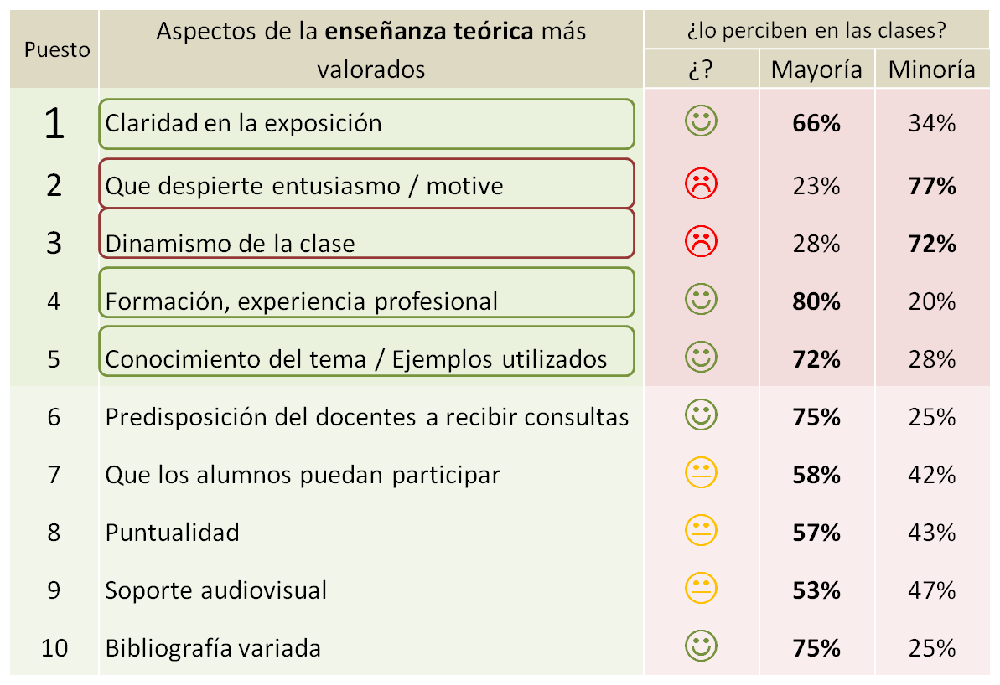 Puesto
Aspectos de la enseñanza teórica más
valorados
¿lo perciben en las clases?
¿?
Mayoría
Minoría
1 Claridad en la exposición 66% 34%
2 Que despierte entusiasmo / motive 23% 77%
3 Dinamismo de la clase 28% 72%
4 Formación, experiencia profesional 80% 20%
5 Conocimiento del tema / Ejemplos utilizados 72% 28%
6 Predisposición del docentes a recibir consultas 75% 25%
7 Que los alumnos puedan participar 58% 42%
8 Puntualidad 57% 43%
9 Soporte audiovisual 53% 47%
10 Bibliografía variada 75% 25%